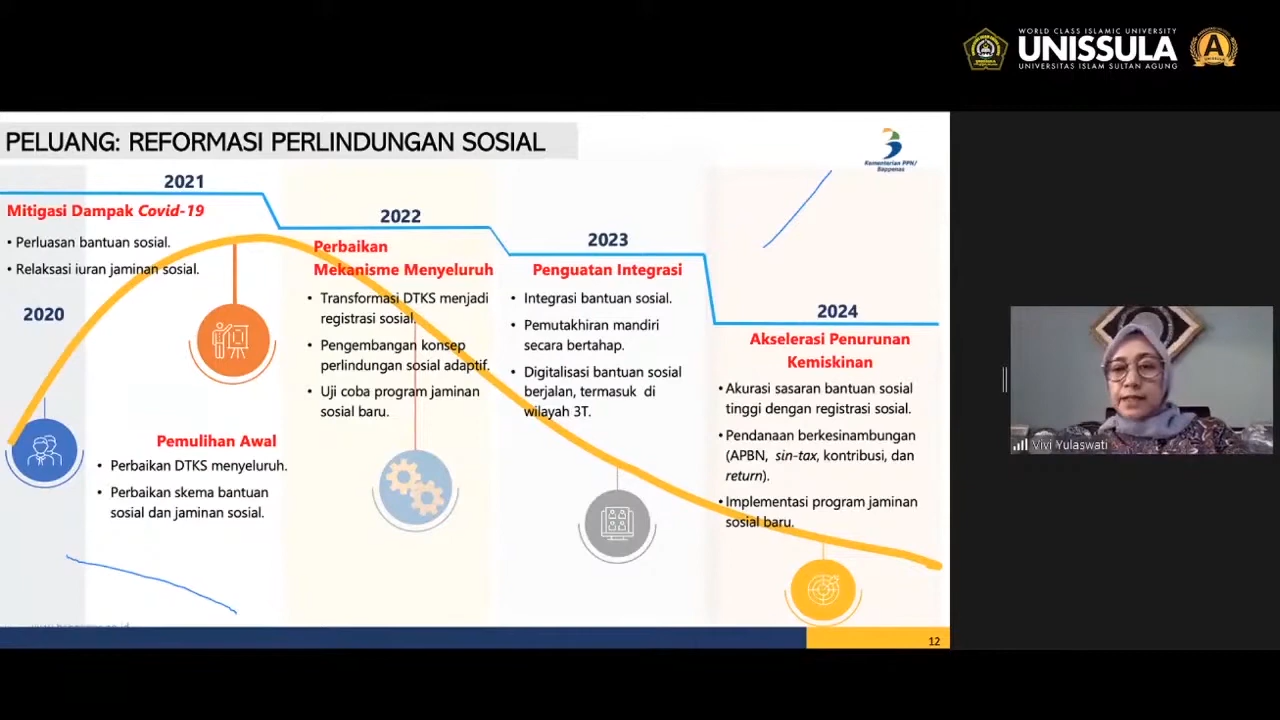 WORLD CLASS ISLAMIC UNIVERSITY
UNISSULA
UNIVERSITAS ISLAM SULTAN AGUNG
A
PELUANG: REFORMASI PERLINDUNGAN SOSIAL
Kementerian PPN/
Bappenas
2020
2021
Mitigasi Dampak Covid-19
• Perluasan bantuan sosial.
• Relaksasi iuran jaminan sosial.
Pemulihan Awal
• Perbaikan DTKS menyeluruh.
• Perbaikan skema bantuan
sosial dan jaminan sosial.
2022
Perbaikan
Mekanisme Menyeluruh
• Transformasi DTKS menjadi
registrasi sosial.
• Pengembangan konsep
perlindungan sosial adaptif.
• Uji coba program jaminan
sosial baru.
2023
Penguatan Integrasi
• Integrasi bantuan sosial.
• Pemutakhiran mandiri
secara bertahap.
• Digitalisasi bantuan sosial
berjalan, termasuk di
wilayah 3T.
2024
Akselerasi Penurunan
Kemiskinan
• Akurasi sasaran bantuan sosial
tinggi dengan registrasi sosial.
• Pendanaan berkesinambungan
(APBN, sin-tax, kontribusi, dan
return).
• Implementasi program jaminan
sosial baru.
12
Vivi Yulaswati